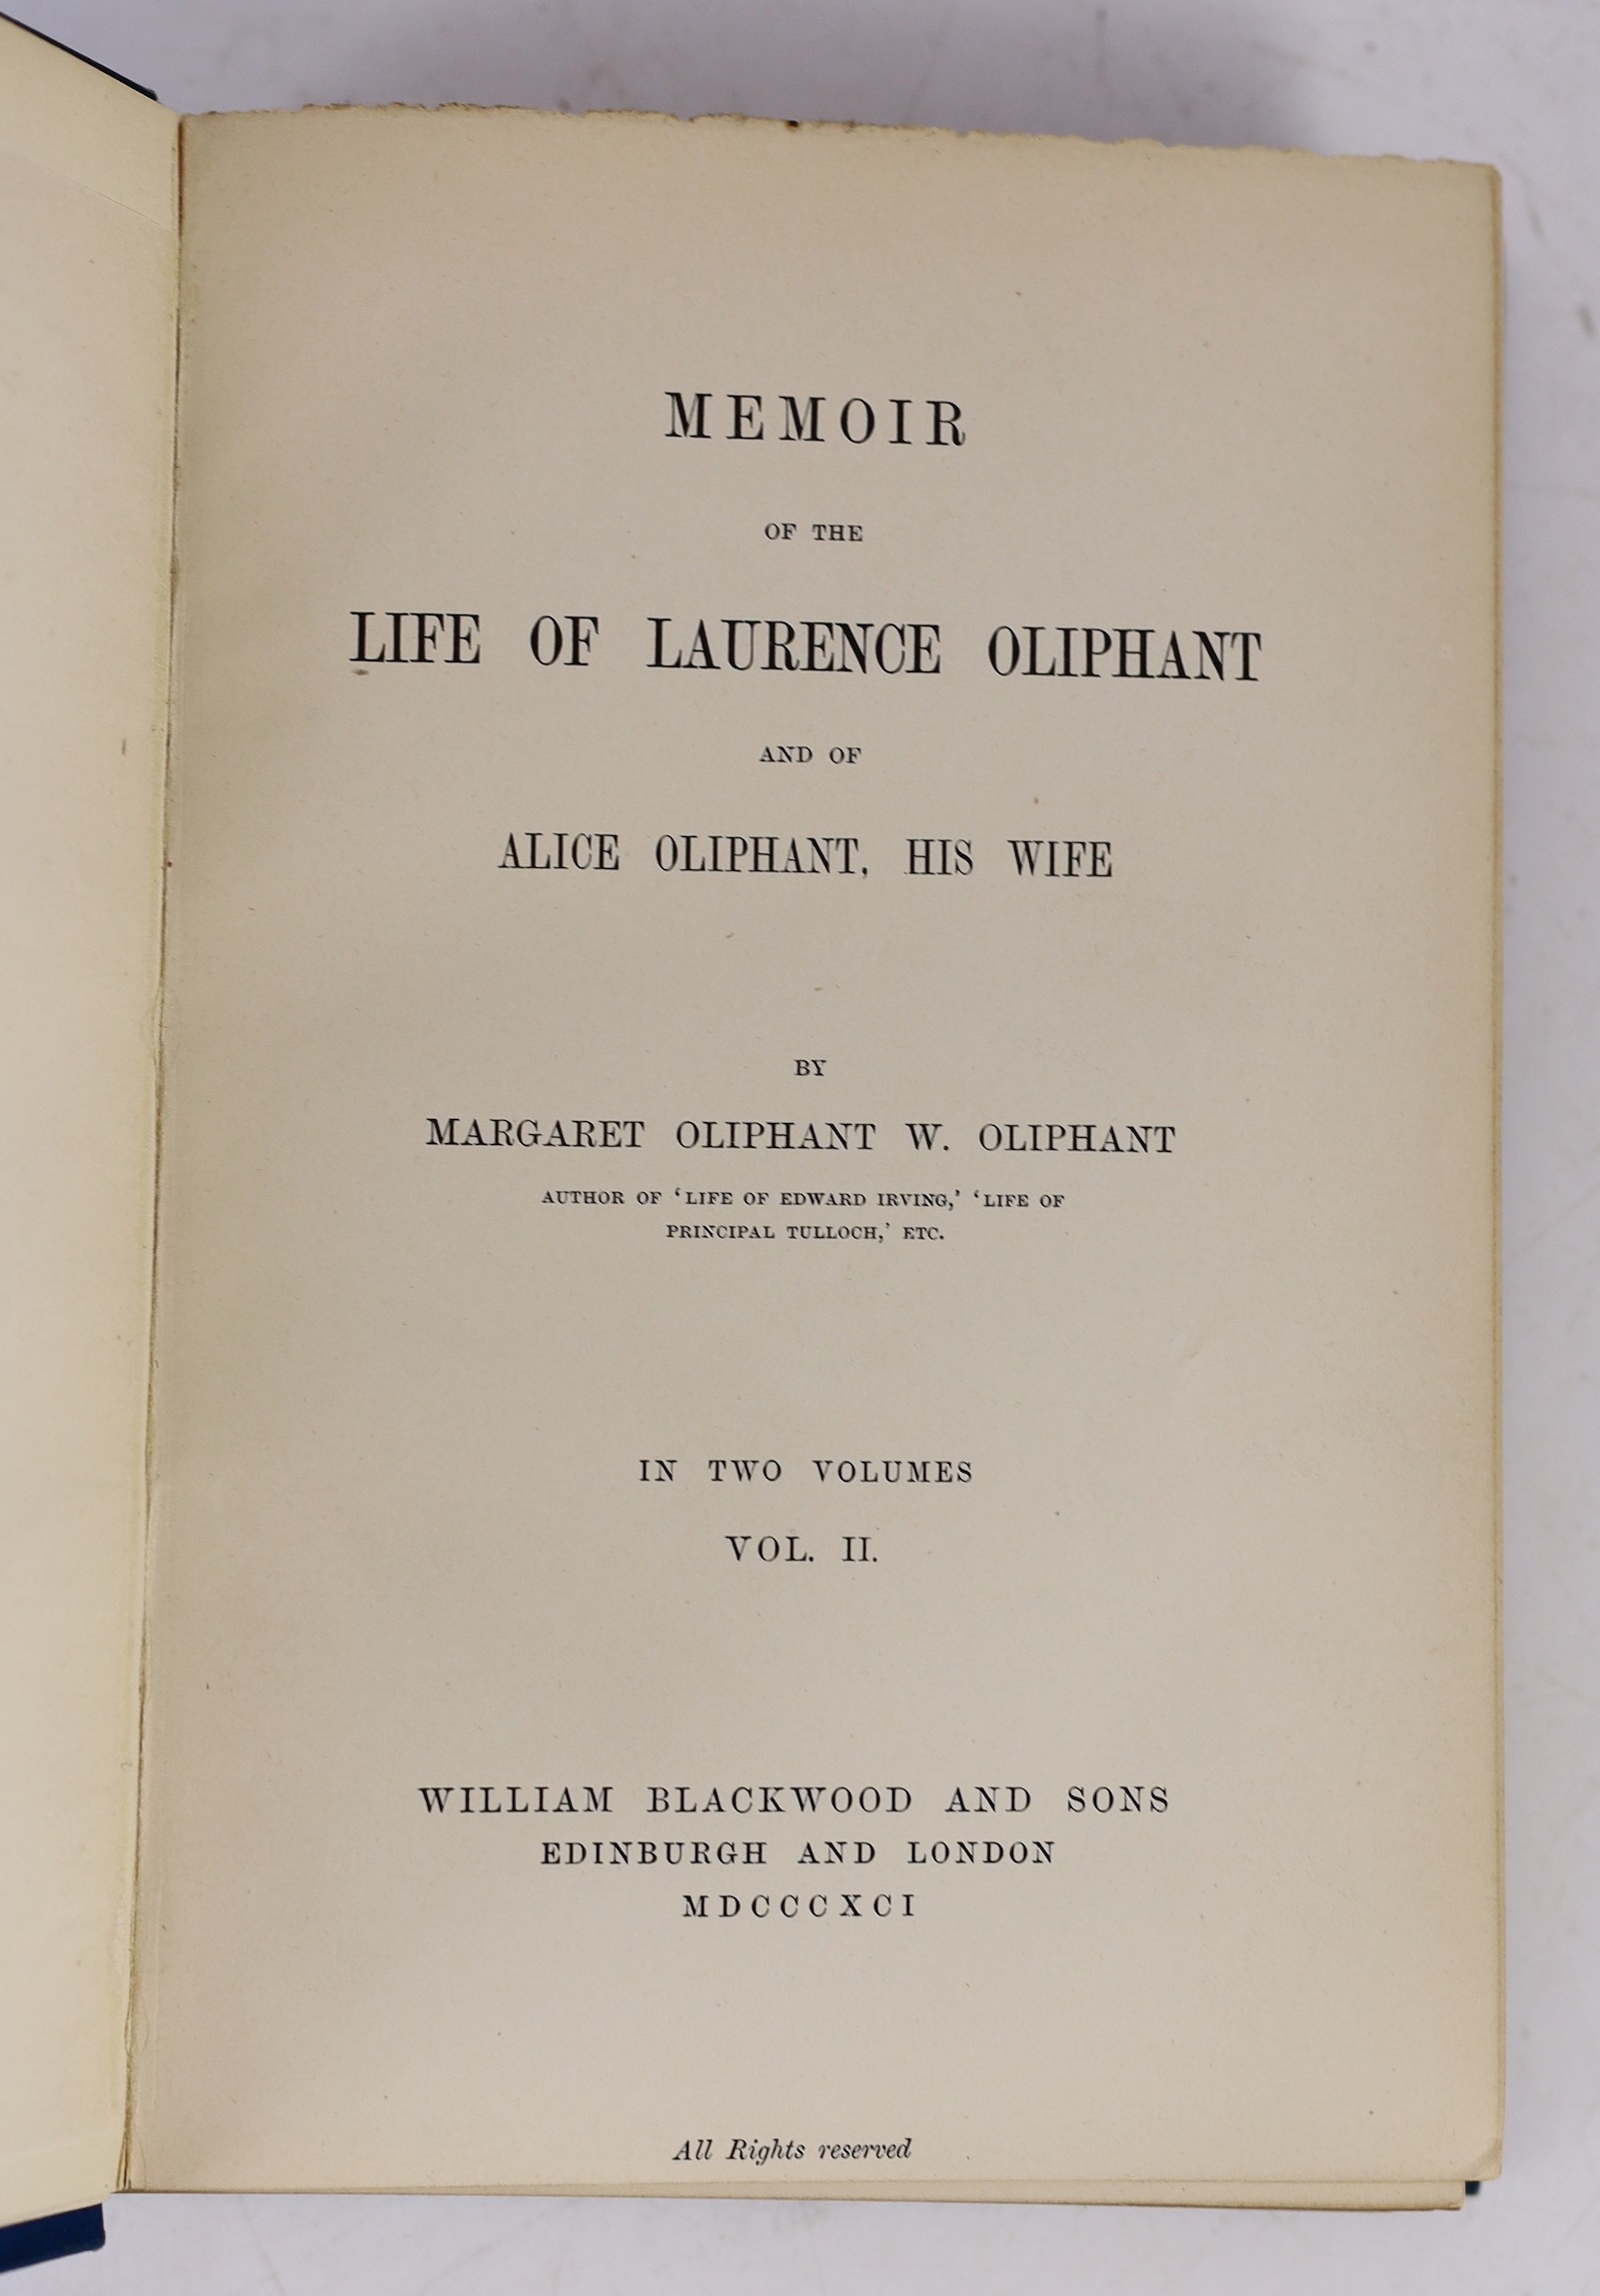 MEMOIR
OF THE
LIFE OF LAURENCE OLIPHANT
AND OF
ALICE OLIPHANT, HIS WIFE
BY
MARGARET OLIPHANT W. OLIPHANT
AUTHOR OF ‘LIFE OF EDWARD IRVING,’ ‘LIFE OF
PRINCIPAL TULLOCH,’ ETC.
IN TWO VOLUMES
VOL. II.
WILLIAM BLACKWOOD AND SONS
EDINBURGH AND LONDON
MDCCCXCI
All Rights reserved